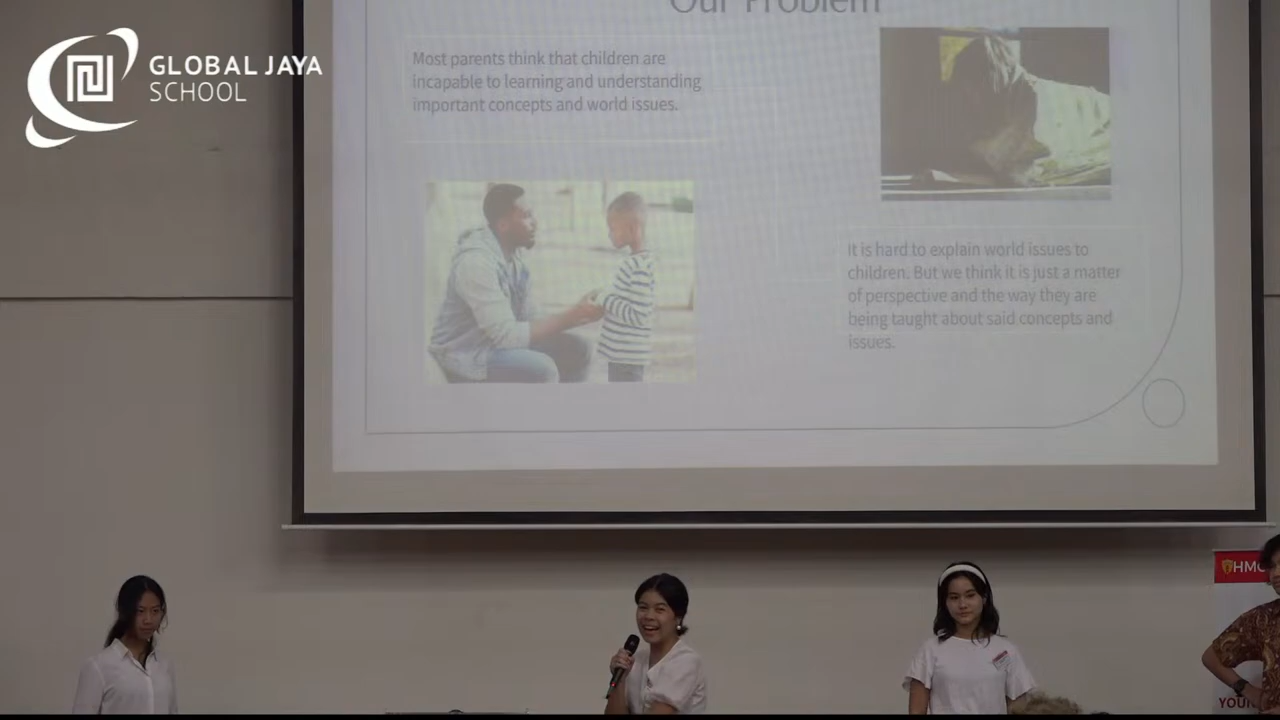 GLOBAL JAYA
SCHOOL
Our Problem
Most parents think that children are
incapable to learning and understanding
important concepts and world issues.
It is hard to explain world issues to
children. But we think it is just a matter
of perspective and the way they are
being taught about said concepts and
issues.